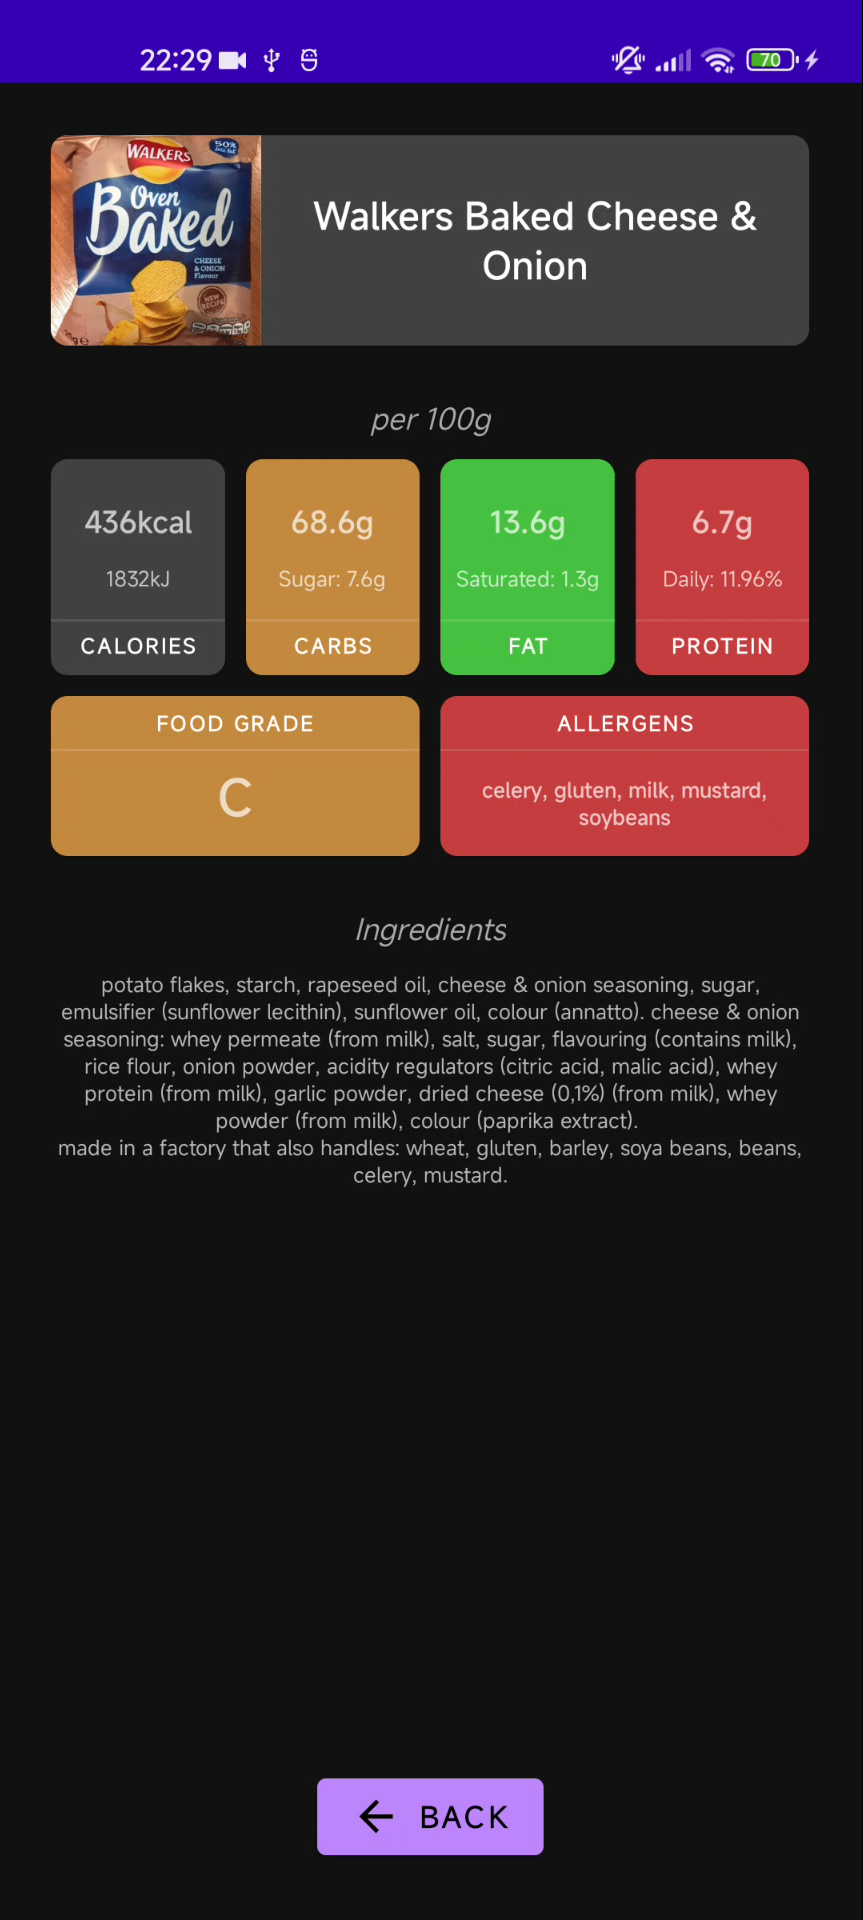 22:29
70
WALKERS
50%
less fat
Oven
Baked
CHEESE
& ONION
Flavour
NEW
RECIPE
Walkers Baked Cheese &
Onion
per 100g
436kcal
1832kJ
CALORIES
68.6g
Sugar: 7.6g
CARBS
13.6g
Saturated: 1.3g
FAT
6.7g
Daily: 11.96%
PROTEIN
FOOD GRADE
C
ALLERGENS
celery, gluten, milk, mustard,
soybeans
Ingredients
potato flakes, starch, rapeseed oil, cheese & onion seasoning, sugar,
emulsifier (sunflower lecithin), sunflower oil, colour (annatto). cheese & onion
seasoning: whey permeate (from milk), salt, sugar, flavouring (contains milk),
rice flour, onion powder, acidity regulators (citric acid, malic acid), whey
protein (from milk), garlic powder, dried cheese (0,1%) (from milk), whey
powder (from milk), colour (paprika extract).
made in a factory that also handles: wheat, gluten, barley, soya beans, beans,
celery, mustard.
BACK